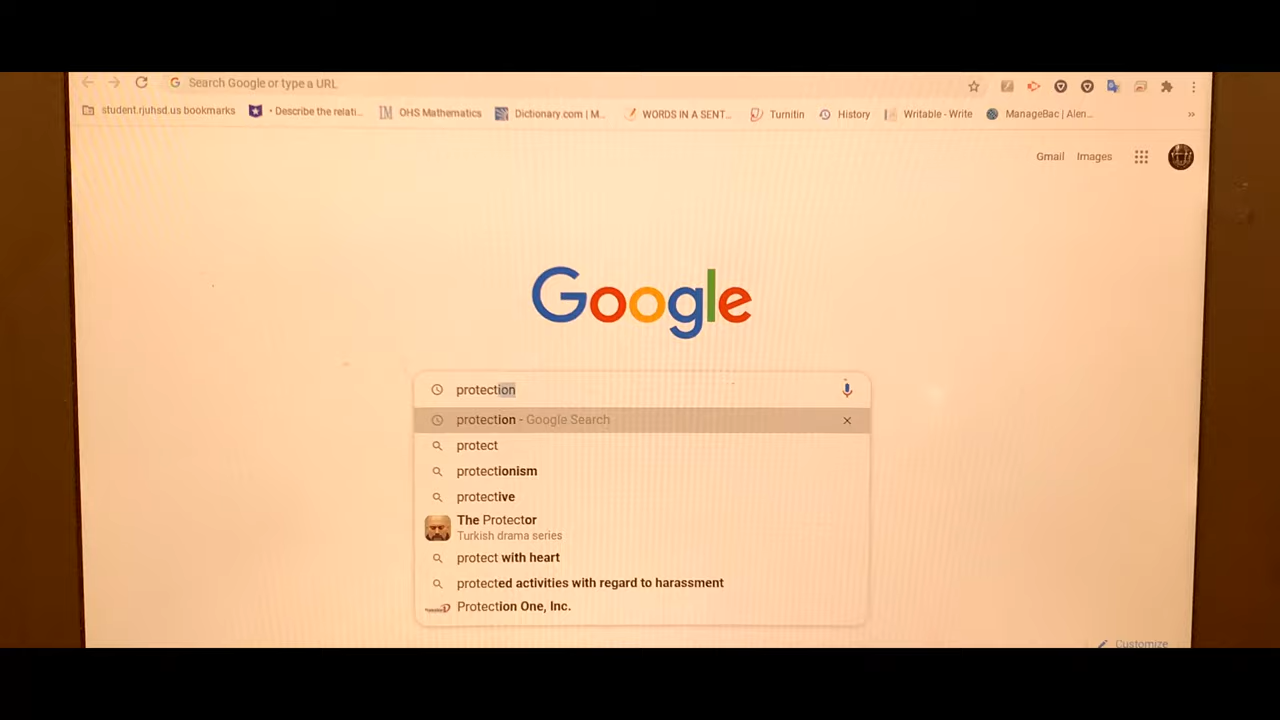 Search Google or type a URL
student.rjuhsd.us bookmarks • Describe the relati... OHS Mathematics Dictionary.com | M... WORDS IN A SENT... Turnitin History Writable - Write ManageBac | Alen... »
Gmail Images
Google
protection
protection - Google Search
protect
protectionism
protective
The Protector
Turkish drama series
protect with heart
protected activities with regard to harassment
Protection One, Inc.
Customize